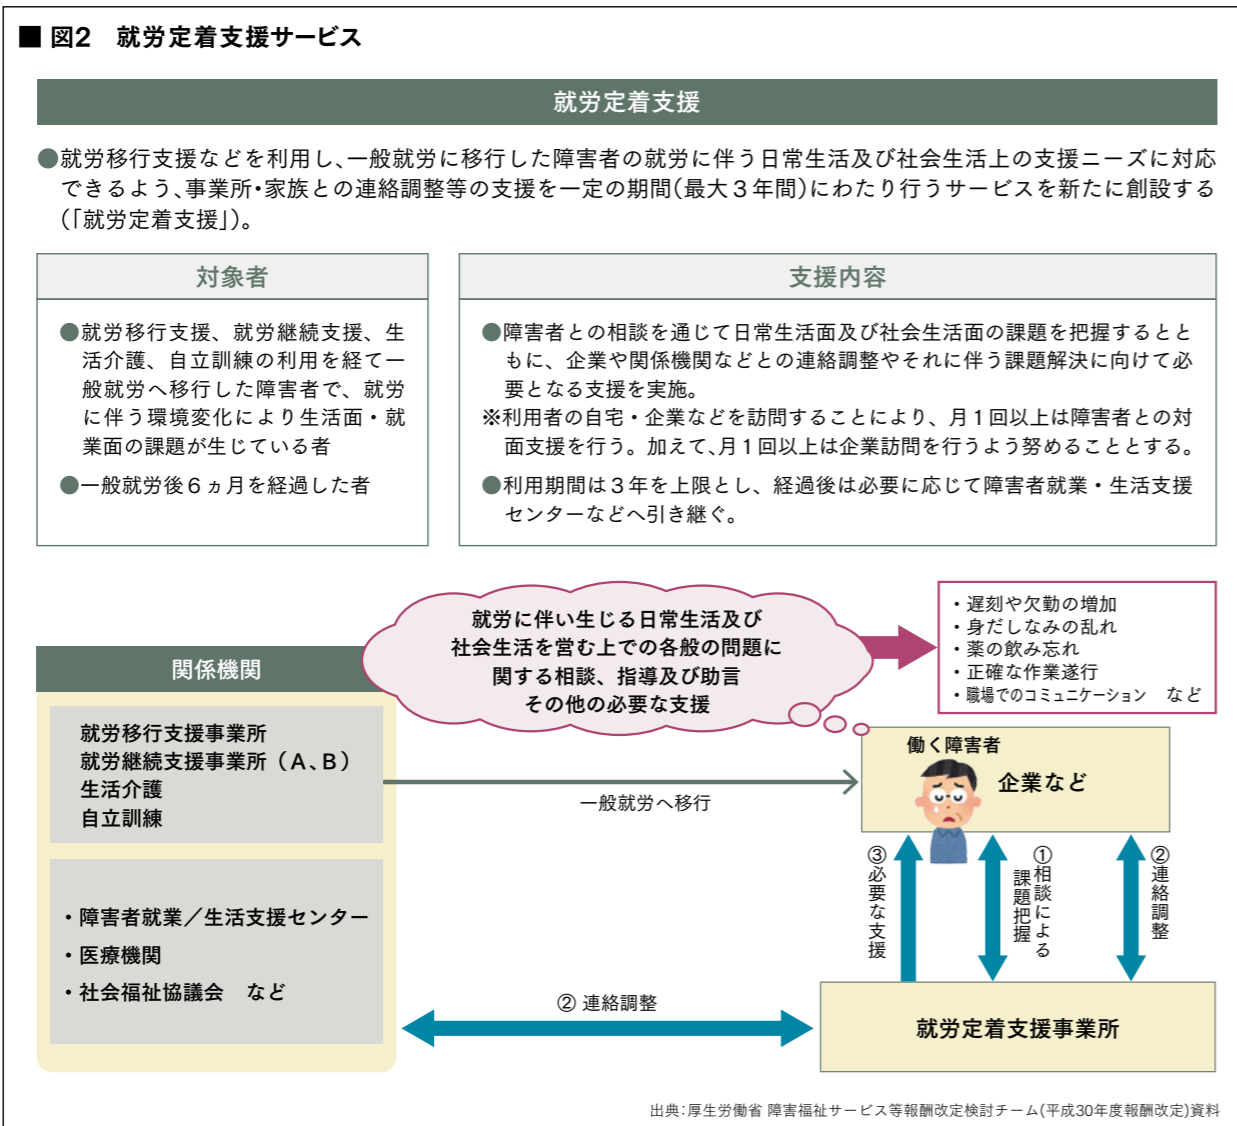 ■ 図2　就労定着支援サービス
就労定着支援
●就労移行支援などを利用し、一般就労に移行した障害者の就労に伴う日常生活及び社会生活上の支援ニーズに対応
できるよう、事業所・家族との連絡調整等の支援を一定の期間(最大３年間)にわたり行うサービスを新たに創設する
(「就労定着支援」)。
対象者
●就労移行支援、就労継続支援、生
活介護、自立訓練の利用を経て一
般就労へ移行した障害者で、就労
に伴う環境変化により生活面・就
業面の課題が生じている者
●一般就労後６ヵ月を経過した者
支援内容
●障害者との相談を通じて日常生活面及び社会生活面の課題を把握するとと
もに、企業や関係機関などとの連絡調整やそれに伴う課題解決に向けて必
要となる支援を実施。
※利用者の自宅・企業などを訪問することにより、月１回以上は障害者との対
面支援を行う。加えて、月１回以上は企業訪問を行うよう努めることとする。
●利用期間は３年を上限とし、経過後は必要に応じて障害者就業・生活支援
センターなどへ引き継ぐ。
就労に伴い生じる日常生活及び
社会生活を営む上での各般の問題に
関する相談、指導及び助言
その他の必要な支援
・遅刻や欠勤の増加
・身だしなみの乱れ
・薬の飲み忘れ
・正確な作業遂行
・職場でのコミュニケーション　など
関係機関
就労移行支援事業所
就労継続支援事業所（A、B）
生活介護
自立訓練
一般就労へ移行
働く障害者
企業など
・障害者就業／生活支援センター
・医療機関
・社会福祉協議会　など
③必要な支援
①相談による
課題把握
②連絡調整
② 連絡調整
就労定着支援事業所
出典：厚生労働省 障害福祉サービス等報酬改定検討チーム(平成30年度報酬改定)資料